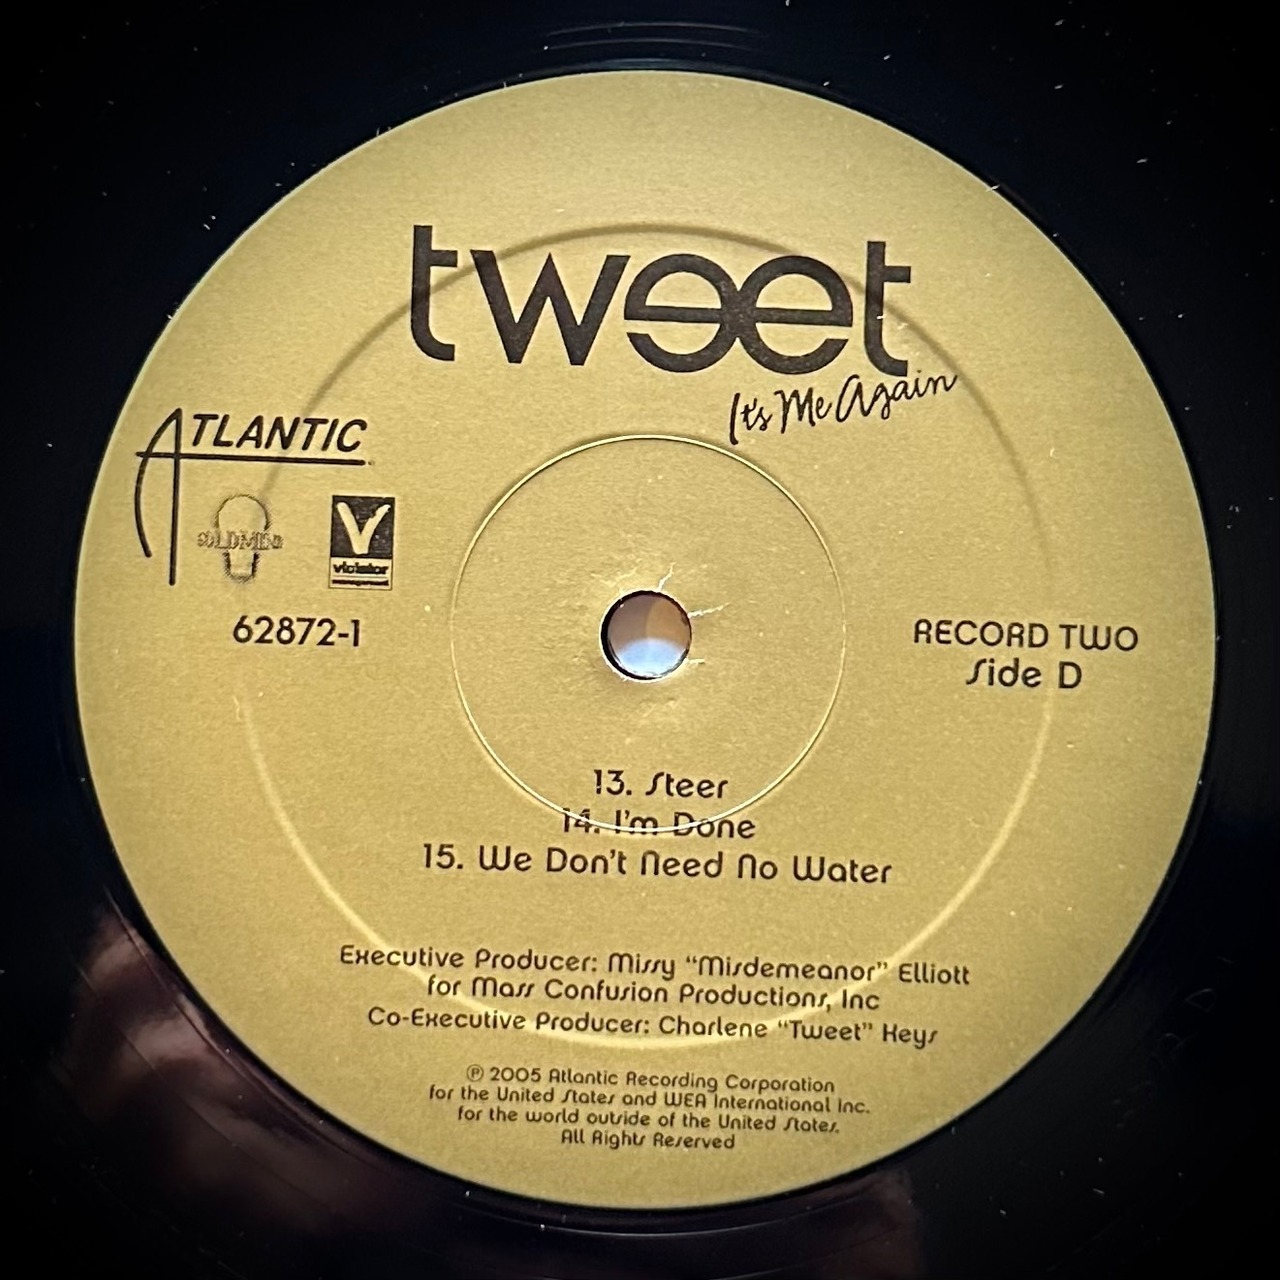 tweet
It's Me Again
ATLANTIC
GOLDMIND
V
violator
management
62872-1
RECORD TWO
Side D
13. Steer
14. I'm Done
15. We Don't Need No Water
Executive Producer: Missy "Misdemeanor" Elliott
for Mass Confusion Productions, Inc
Co-Executive Producer: Charlene "Tweet" Keys
℗ 2005 Atlantic Recording Corporation
for the United States and WEA International Inc.
for the world outside of the United States.
All Rights Reserved